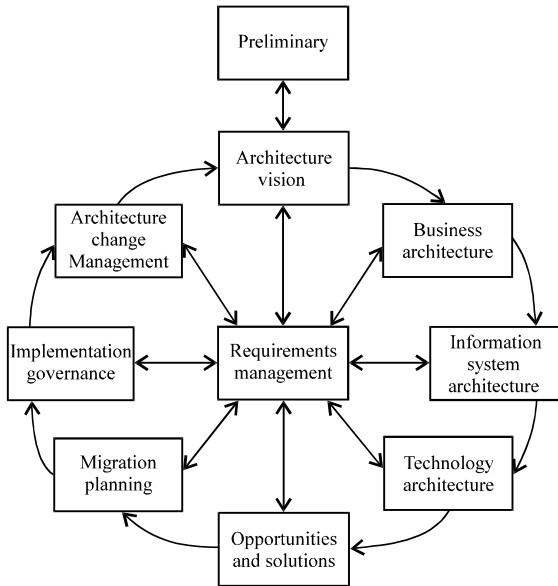 Preliminary
Architecture
vision
Architecture
change
Management
Business
architecture
Implementation
governance
Requirements
management
Information
system
architecture
Migration
planning
Technology
architecture
Opportunities
and solutions